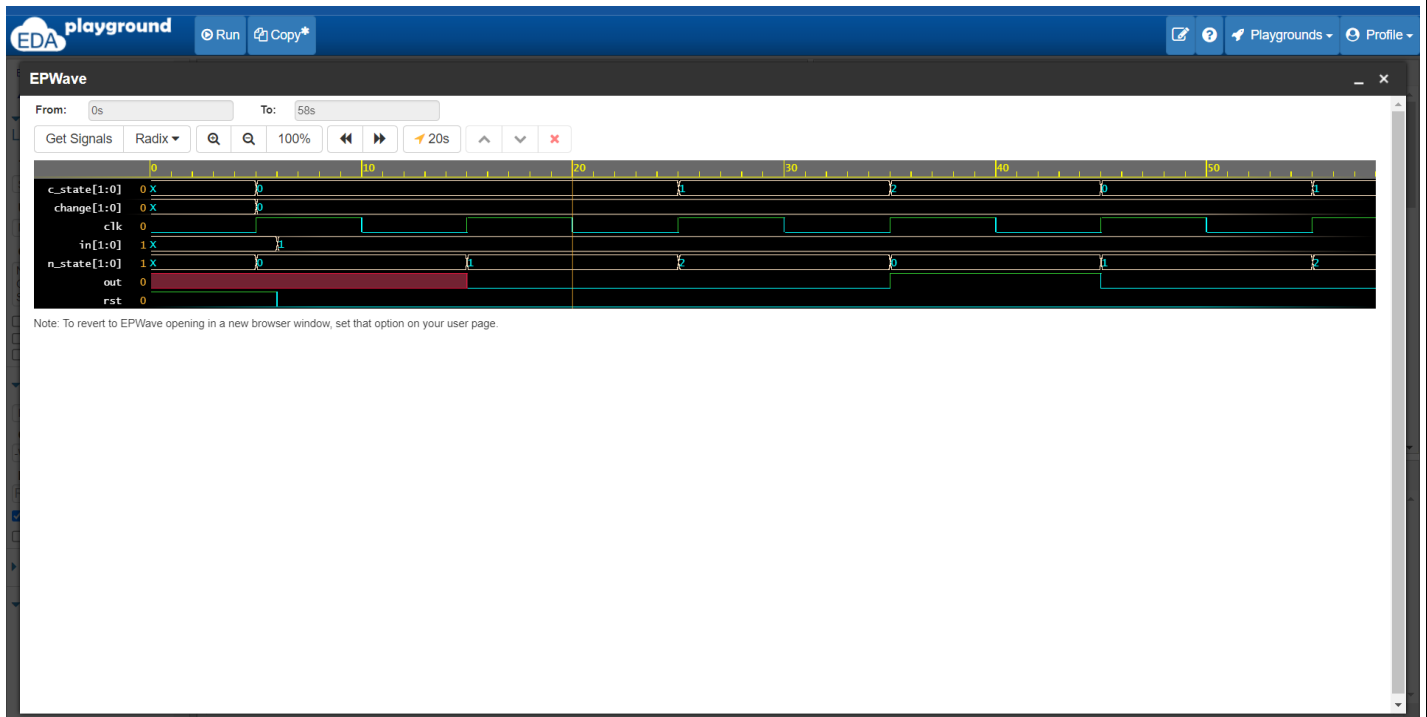 EDA playground
Run Copy*
Playgrounds Profile
EPWave
From: 0s To: 58s
Get Signals Radix 100% 20s
0 10 20 30 40 50
c_state[1:0] 0 X 0 1 2 0 1
change[1:0] 0 X 0
clk 0
in[1:0] 1 X 1
n_state[1:0] 1 X 0 1 2 0 1 2
out 0
rst 0
Note: To revert to EPWave opening in a new browser window, set that option on your user page.